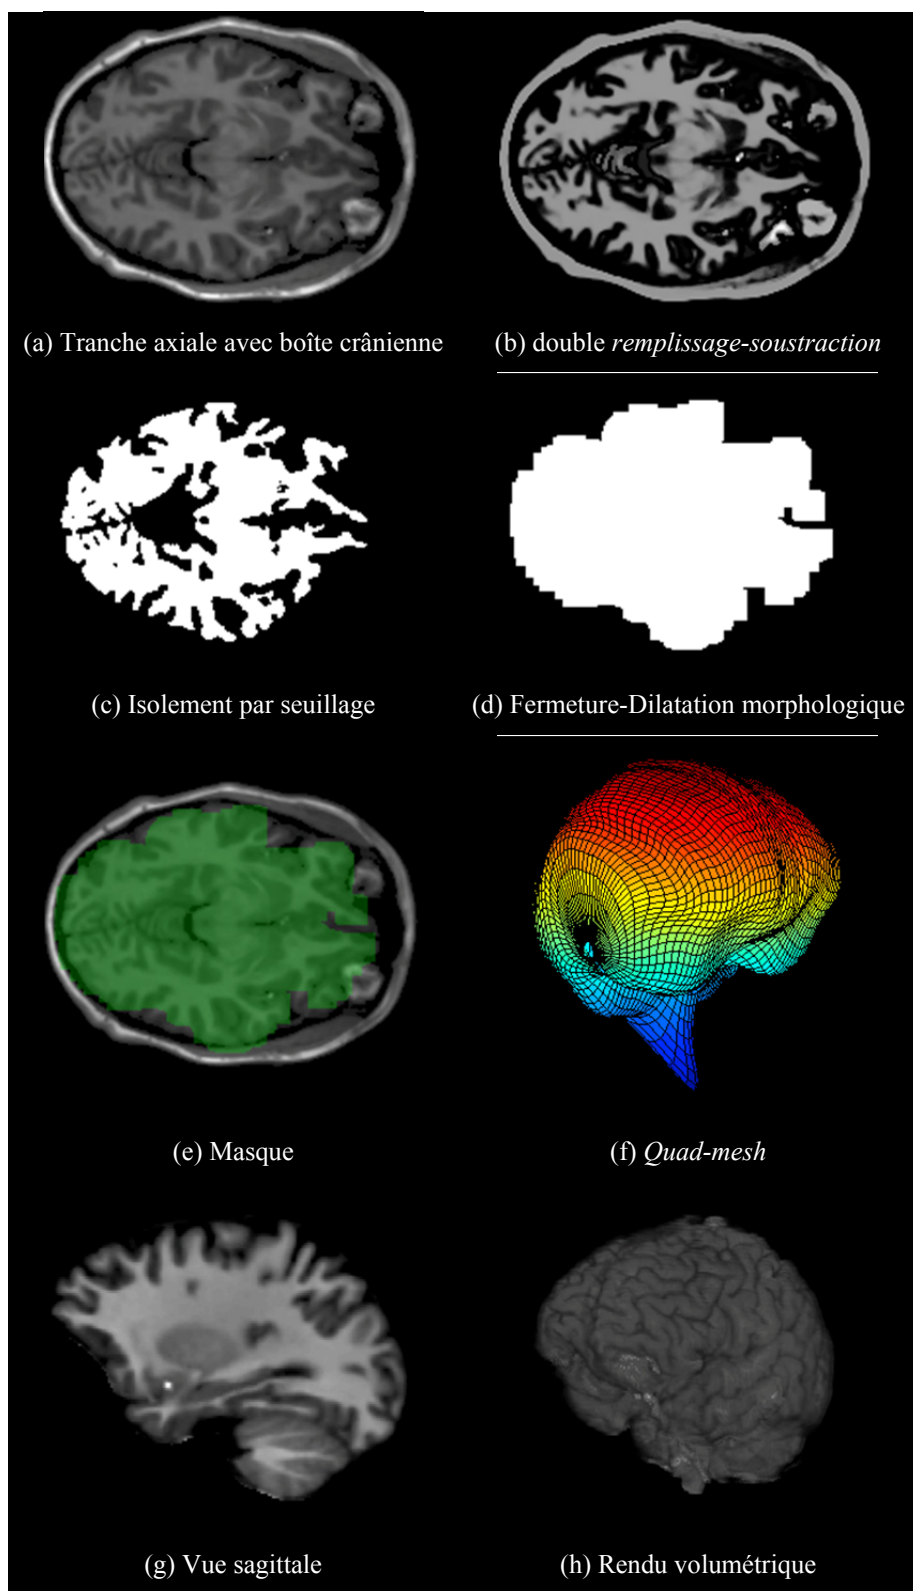 (a) Tranche axiale avec boîte crânienne
(b) double remplissage-soustraction
(c) Isolement par seuillage
(d) Fermeture-Dilatation morphologique
(e) Masque
(f) Quad-mesh
(g) Vue sagittale
(h) Rendu volumétrique